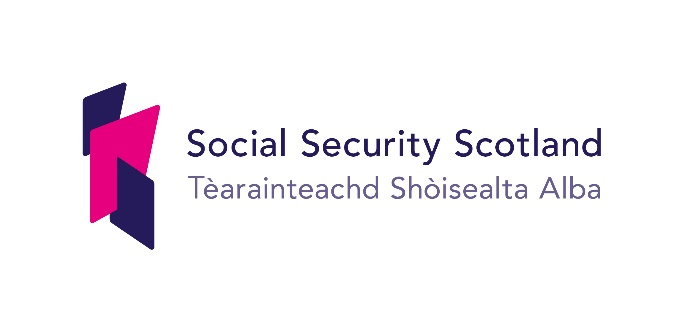 Social Security Scotland
Tèarainteachd Shòisealta Alba